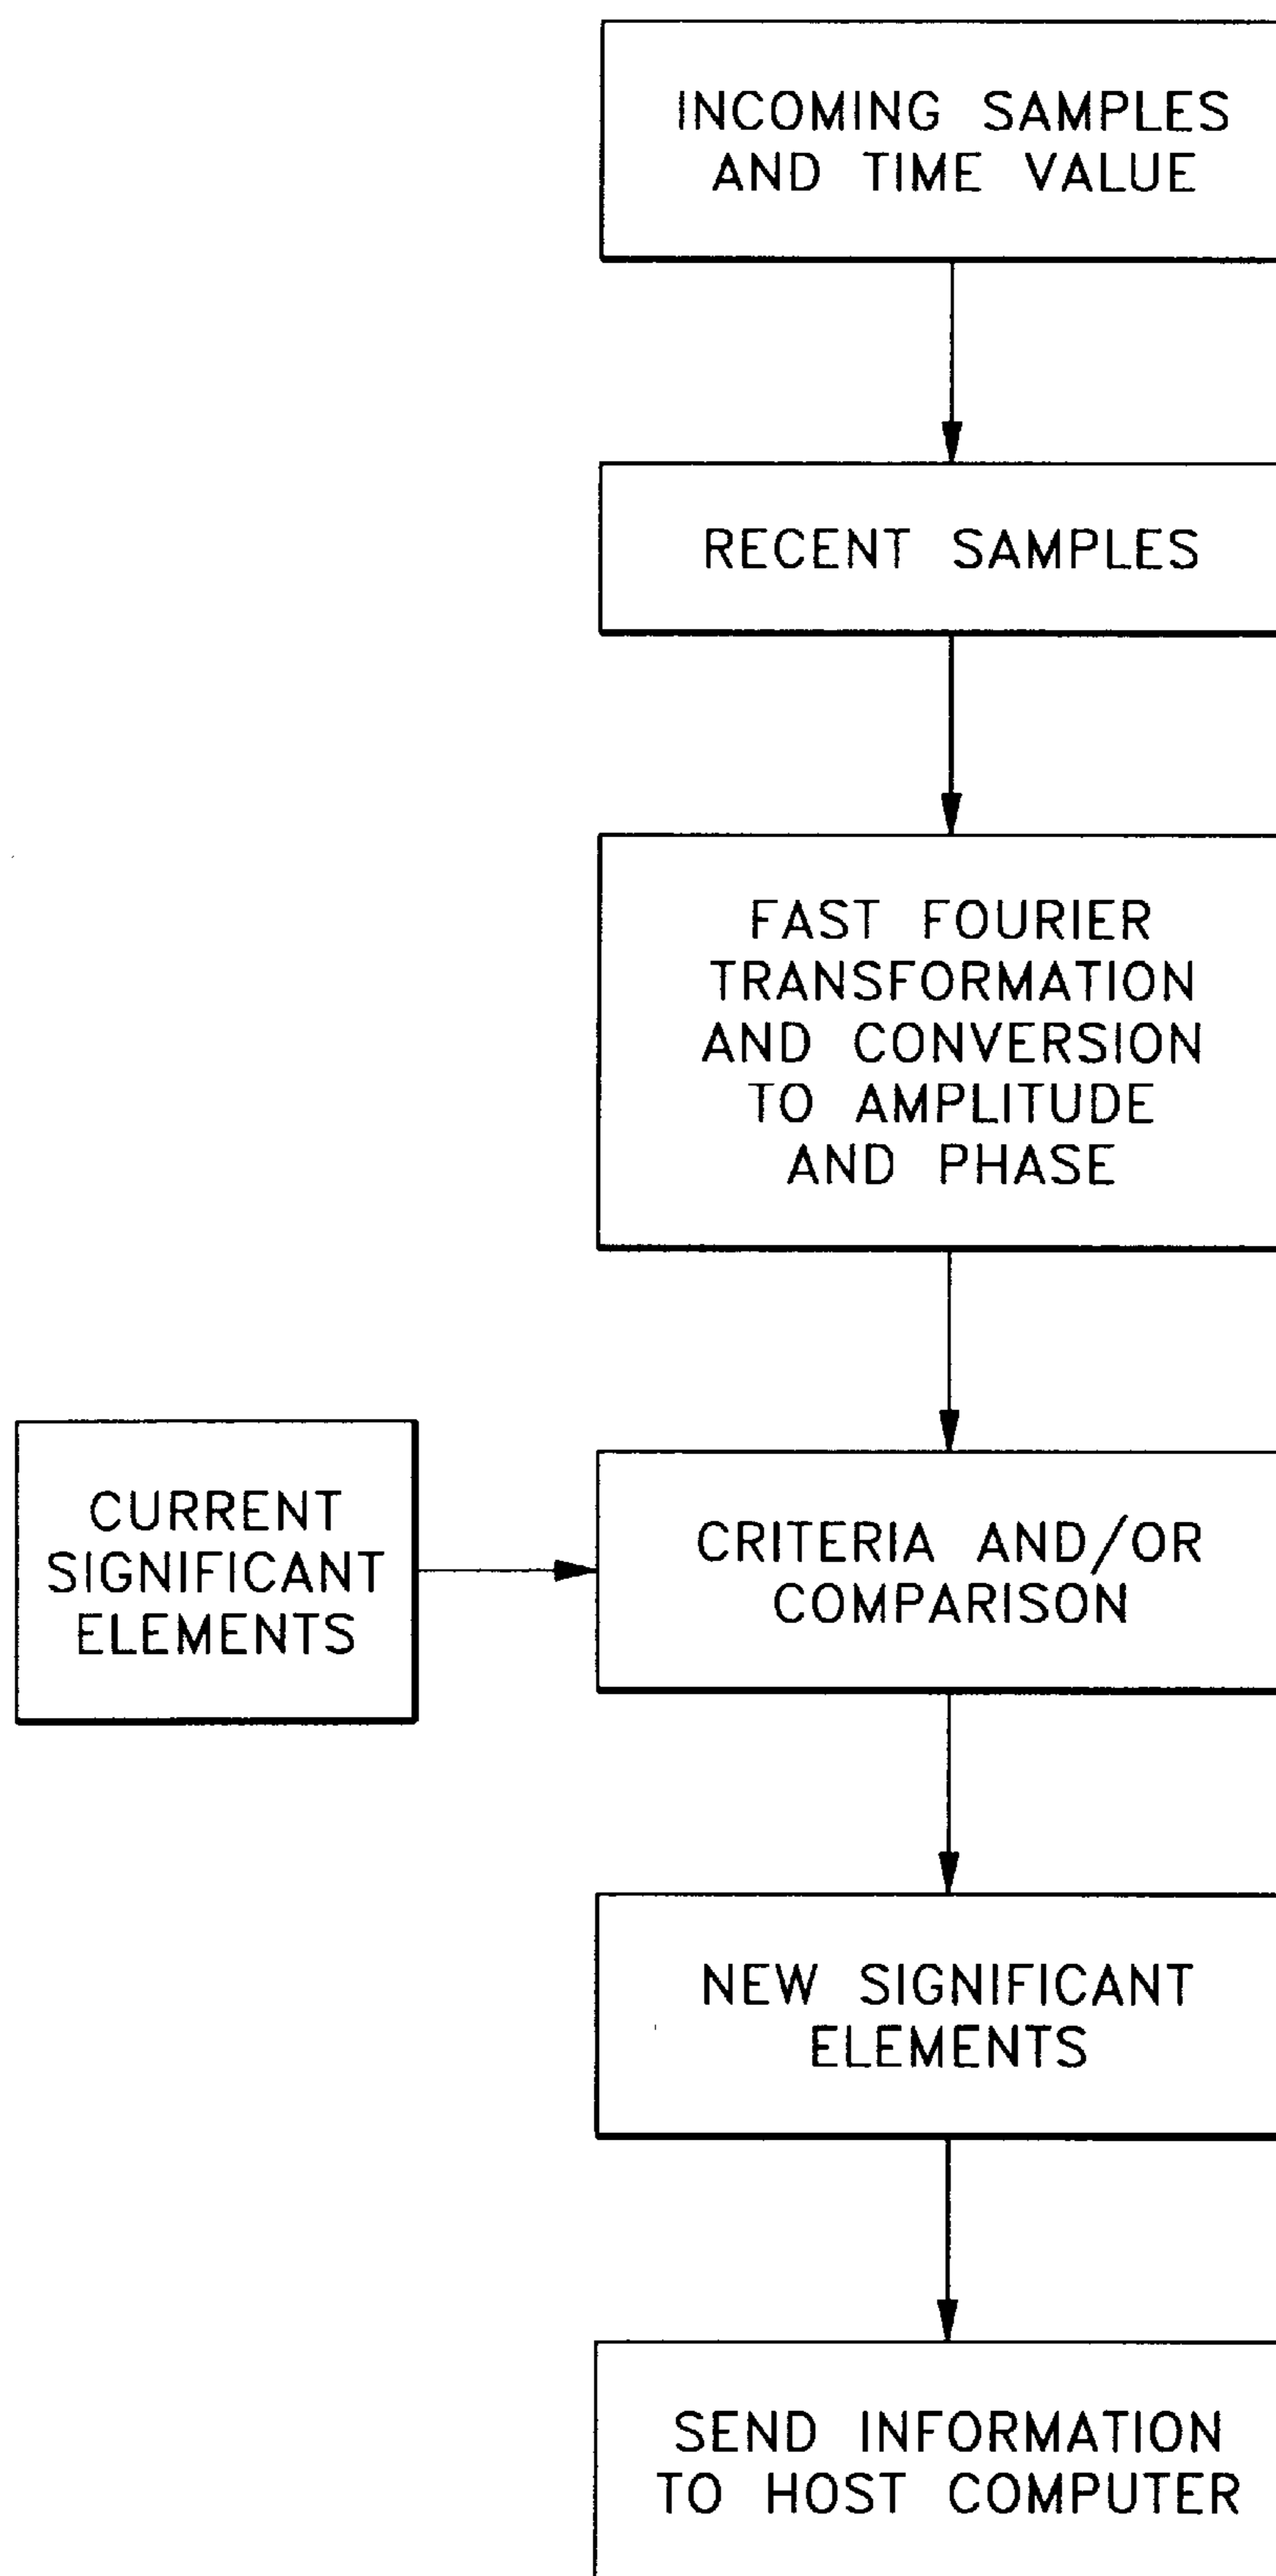 INCOMING SAMPLES
AND TIME VALUE
RECENT SAMPLES
FAST FOURIER
TRANSFORMATION
AND CONVERSION
TO AMPLITUDE
AND PHASE
CURRENT
SIGNIFICANT
ELEMENTS
CRITERIA AND/OR
COMPARISON
NEW SIGNIFICANT
ELEMENTS
SEND INFORMATION
TO HOST COMPUTER